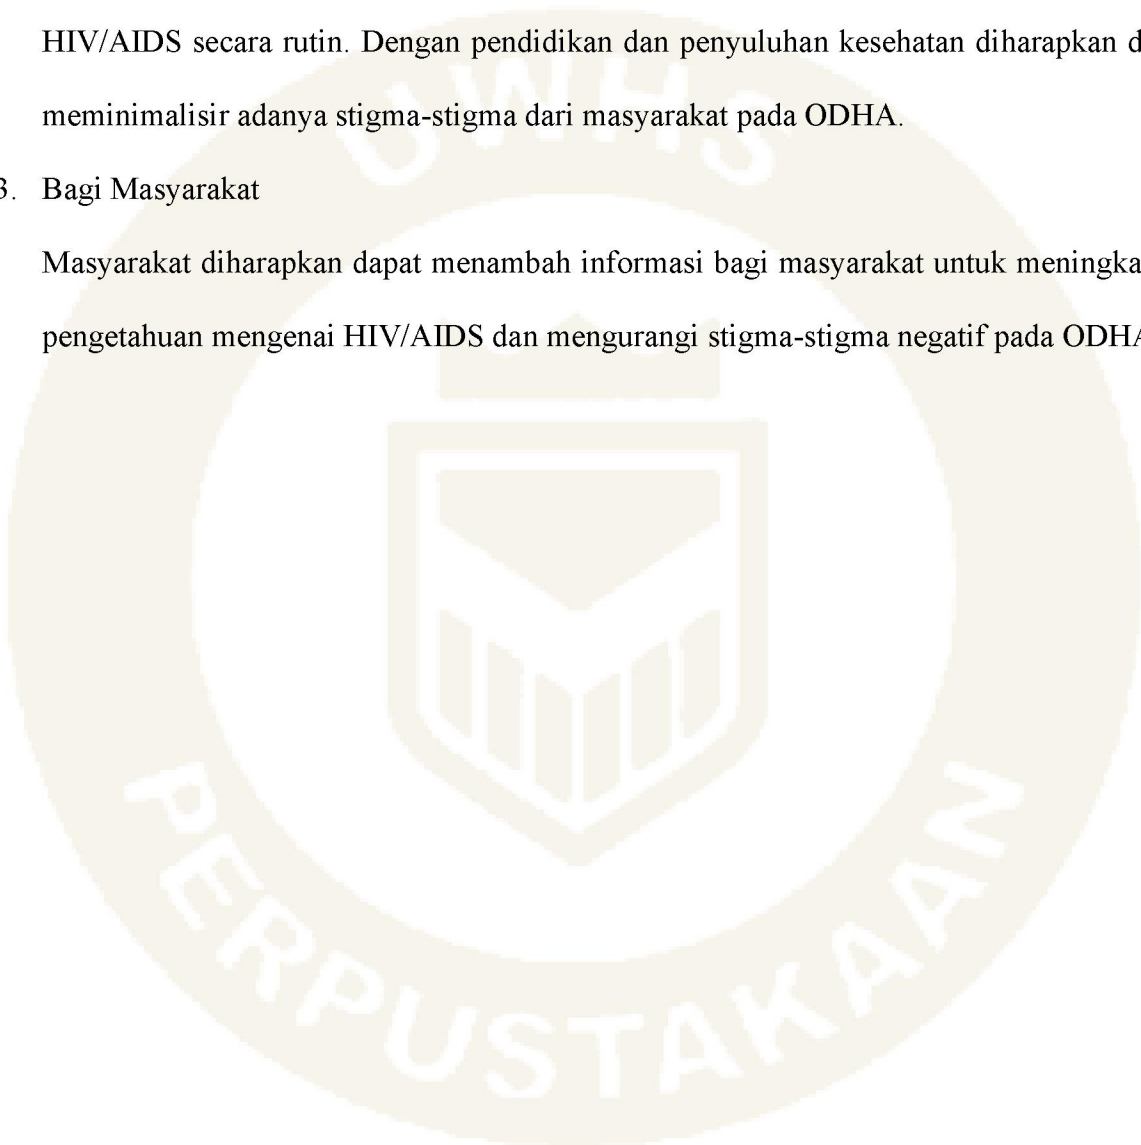 HIV/AIDS secara rutin. Dengan pendidikan dan penyuluhan kesehatan diharapkan d
meminimalisir adanya stigma-stigma dari masyarakat pada ODHA.
3. Bagi Masyarakat
Masyarakat diharapkan dapat menambah informasi bagi masyarakat untuk meningka
pengetahuan mengenai HIV/AIDS dan mengurangi stigma-stigma negatif pada ODHA
UWHS
PERPUSTAKAAN